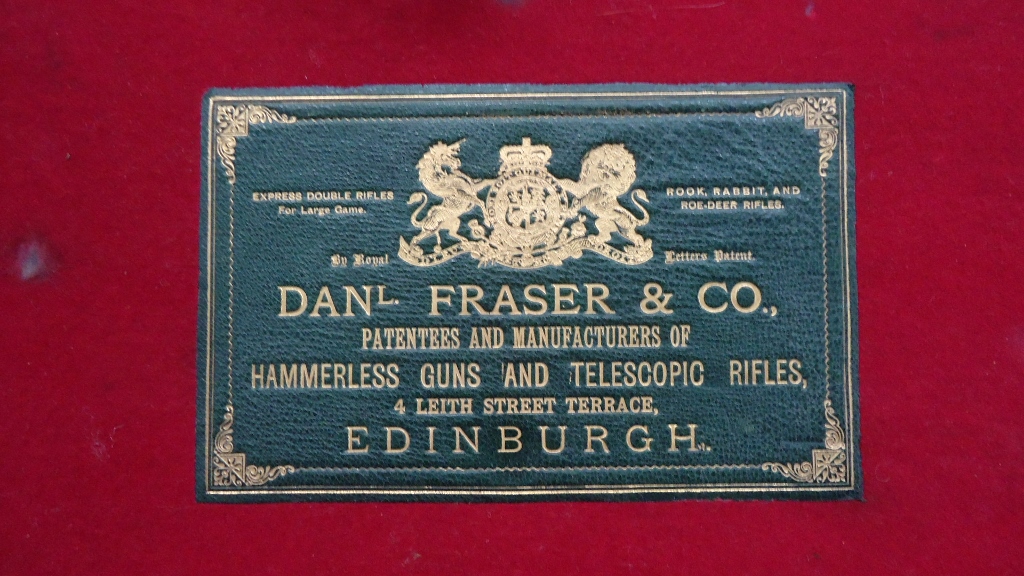 EXPRESS DOUBLE RIFLES
For Large Game.
ROOK, RABBIT, AND
ROE-DEER RIFLES.
By Royal Letters Patent
DANL. FRASER & CO.,
PATENTEES AND MANUFACTURERS OF
HAMMERLESS GUNS AND TELESCOPIC RIFLES,
4 LEITH STREET TERRACE,
EDINBURGH.